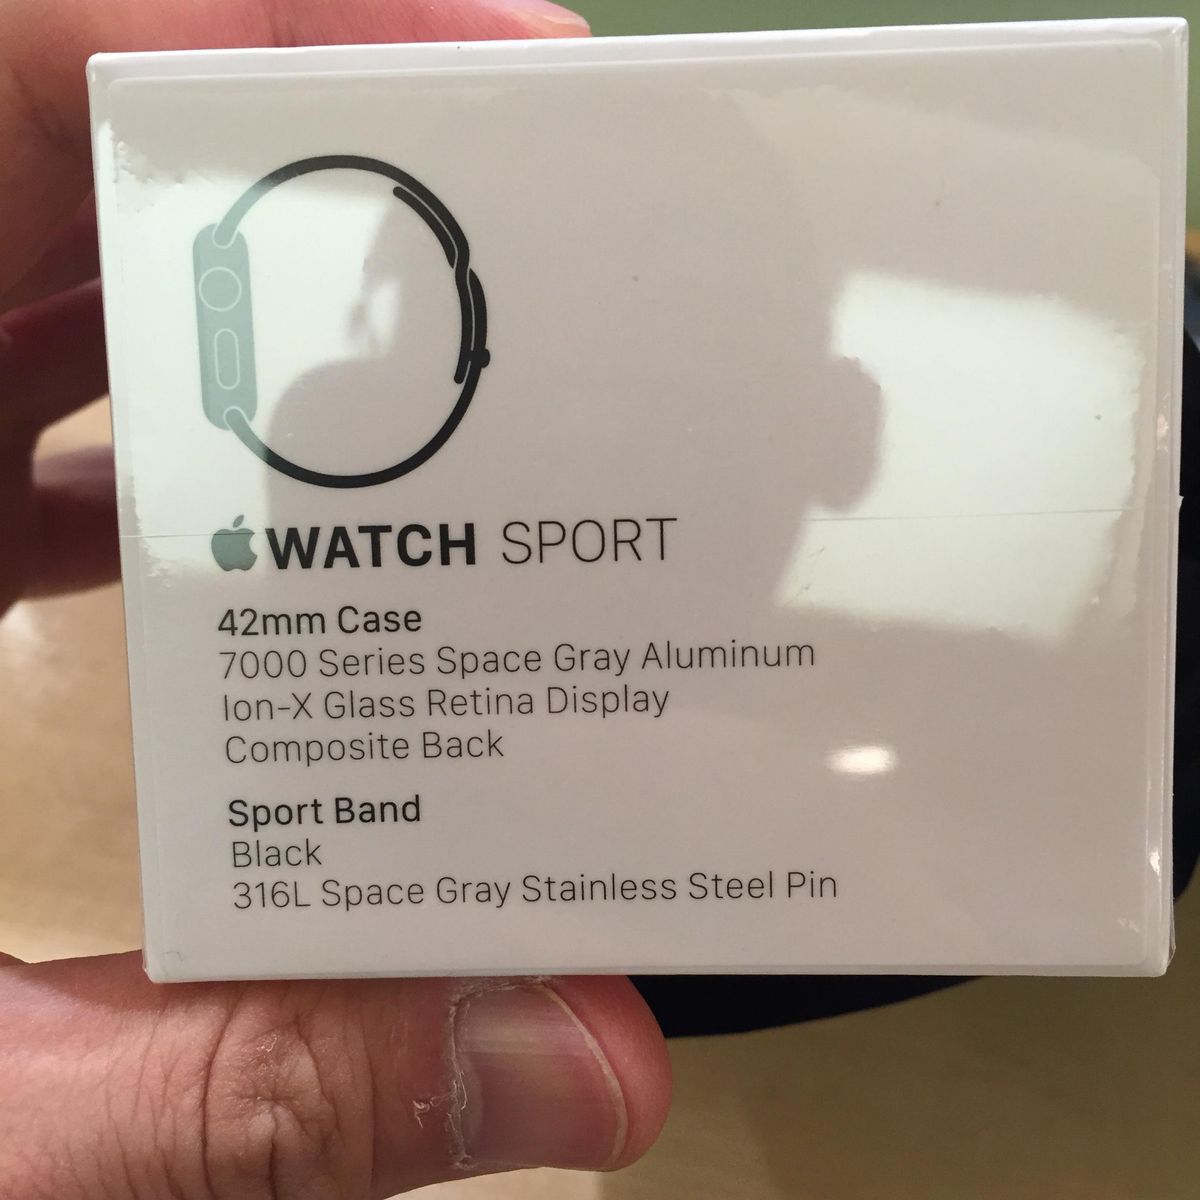 WATCH SPORT
42mm Case
7000 Series Space Gray Aluminum
Ion-X Glass Retina Display
Composite Back
Sport Band
Black
316L Space Gray Stainless Steel Pin